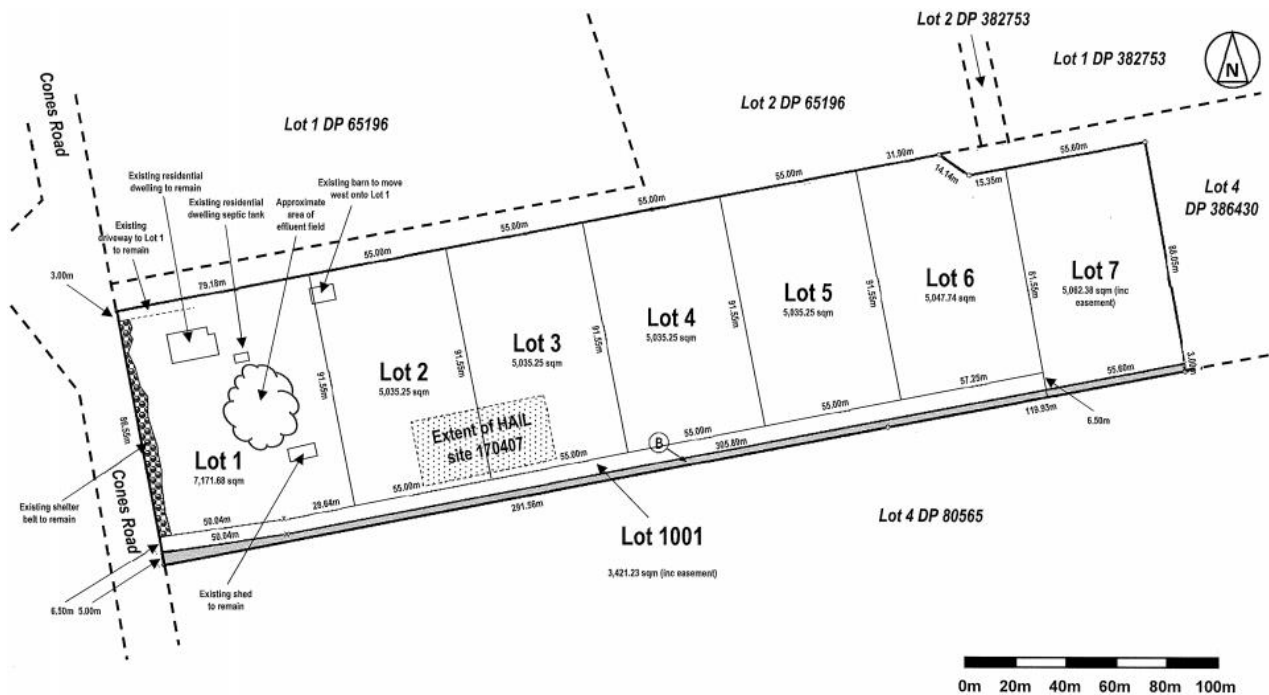 Lot 2 DP 382753
Lot 1 DP 382753
N
Cones Road
Lot 1 DP 65196
Lot 2 DP 65196
Lot 4
DP 386430
Existing residential
dwelling to remain
Existing residential
dwelling septic tank
Approximate
area of
effluent field
Existing barn to move
west onto Lot 1
Existing
driveway to Lot 1
to remain
3.00m
79.18m
55.00m
55.00m
55.00m
55.00m
31.90m
14.14m
15.35m
55.60m
Lot 1
7,171.68 sqm
Lot 2
5,035.25 sqm
Lot 3
5,035.25 sqm
Lot 4
5,035.25 sqm
Lot 5
5,035.25 sqm
Lot 6
5,047.74 sqm
Lot 7
5,062.38 sqm (inc
easement)
91.55m
91.55m
91.55m
91.55m
91.55m
81.55m
3.00m
Extent of HAIL
site 170407
Existing shelter
belt to remain
Cones Road
50.04m
50.04m
29.64m
55.00m
55.00m
55.00m
55.00m
57.25m
55.60m
6.50m
119.93m
305.89m
291.56m
B
Lot 1001
3,421.23 sqm (inc easement)
Lot 4 DP 80565
Existing shed
to remain
6.50m 5.00m
0m 20m 40m 60m 80m 100m